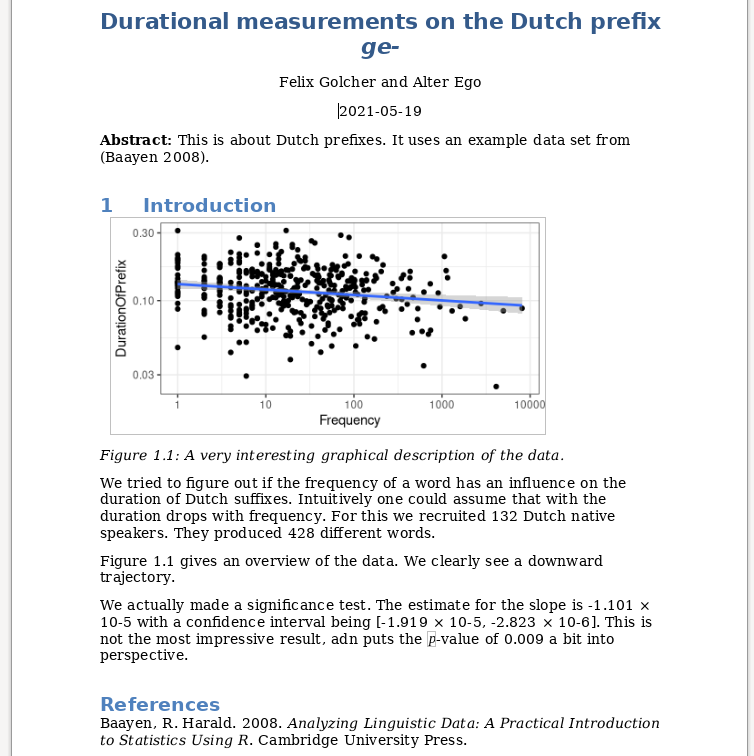 Durational measurements on the Dutch prefix
ge-
Felix Golcher and Alter Ego
2021-05-19
Abstract: This is about Dutch prefixes. It uses an example data set from
(Baayen 2008).
1 Introduction
0.30
0.10
0.03
DurationOfPrefix
1 10 100 1000 10000
Frequency
Figure 1.1: A very interesting graphical description of the data.
We tried to figure out if the frequency of a word has an influence on the
duration of Dutch suffixes. Intuitively one could assume that with the
duration drops with frequency. For this we recruited 132 Dutch native
speakers. They produced 428 different words.
Figure 1.1 gives an overview of the data. We clearly see a downward
trajectory.
We actually made a significance test. The estimate for the slope is -1.101 ×
10-5 with a confidence interval being [-1.919 × 10-5, -2.823 × 10-6]. This is
not the most impressive result, adn puts the p-value of 0.009 a bit into
perspective.
References
Baayen, R. Harald. 2008. Analyzing Linguistic Data: A Practical Introduction
to Statistics Using R. Cambridge University Press.